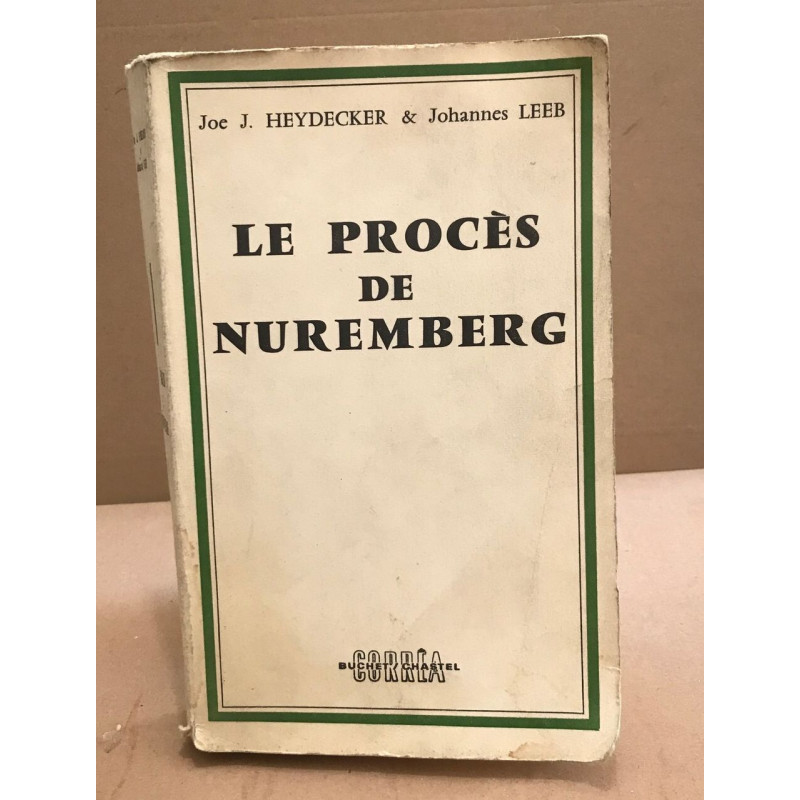 Joe J. HEYDECKER & Johannes LEEB
LE PROCÈS
DE
NUREMBERG
CORRÊA
BUCHET/CHASTEL